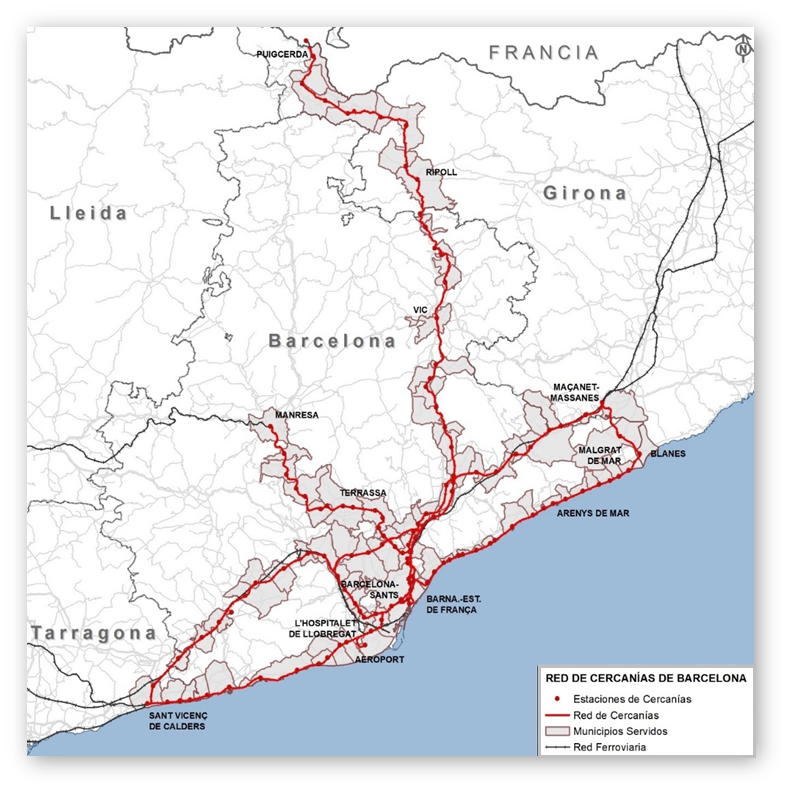 PUIGCERDA
FRANCIA
N
RIPOLL
Girona
Lleida
VIC
Barcelona
MAÇANET-
MASSANES
MANRESA
MALGRAT
DE MAR
BLANES
TERRASSA
ARENYS DE MAR
BARCELONA-
SANTS
BARNA.-EST.
DE FRANÇA
L'HOSPITALET
DE LLOBREGAT
Tarragona
AEROPORT
SANT VICENÇ
DE CALDERS
RED DE CERCANÍAS DE BARCELONA
Estaciones de Cercanías
Red de Cercanías
Municipios Servidos
Red Ferroviaria